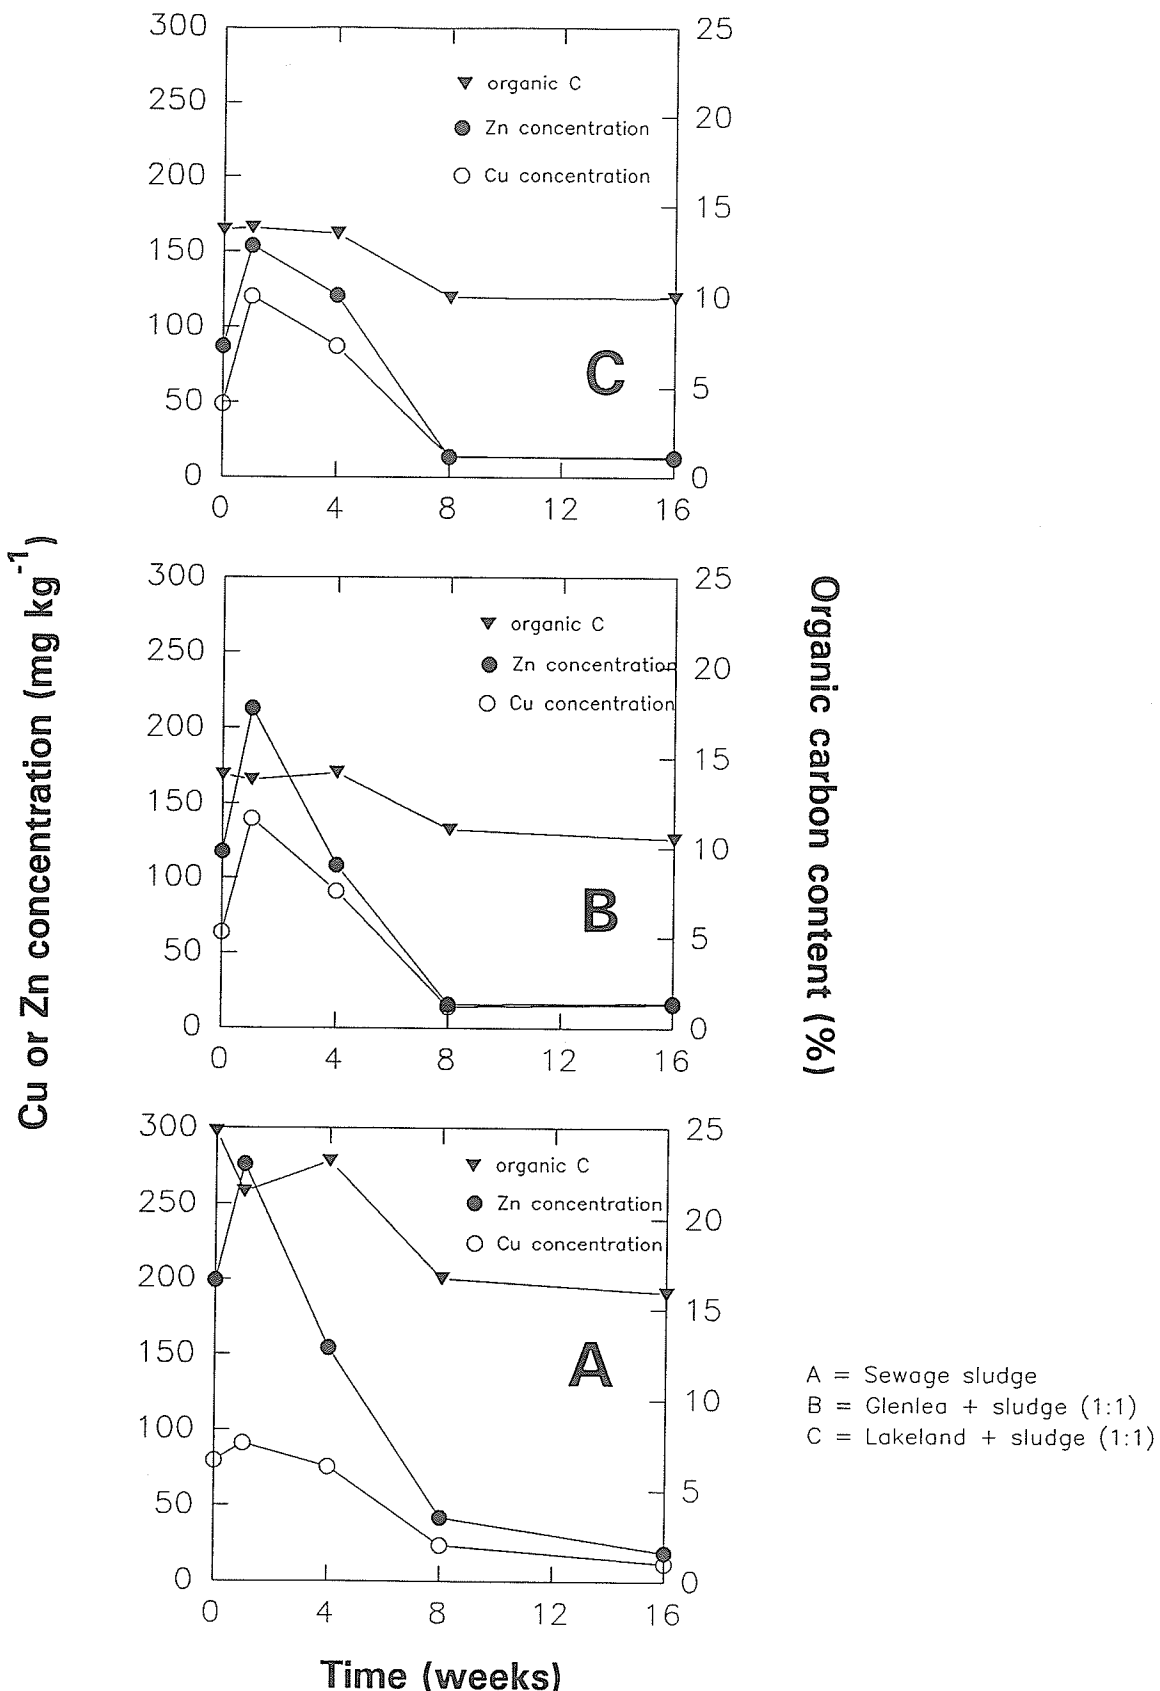 300
250
200
150
100
50
0
25
20
15
10
5
0
organic C
Zn concentration
Cu concentration
C
0 4 8 12 16
300
250
200
150
100
50
0
25
20
15
10
5
0
organic C
Zn concentration
Cu concentration
B
0 4 8 12 16
Cu or Zn concentration (mg kg-1)
Organic carbon content (%)
300
250
200
150
100
50
0
25
20
15
10
5
0
organic C
Zn concentration
Cu concentration
A
0 4 8 12 16
Time (weeks)
A = Sewage sludge
B = Glenlea + sludge (1:1)
C = Lakeland + sludge (1:1)